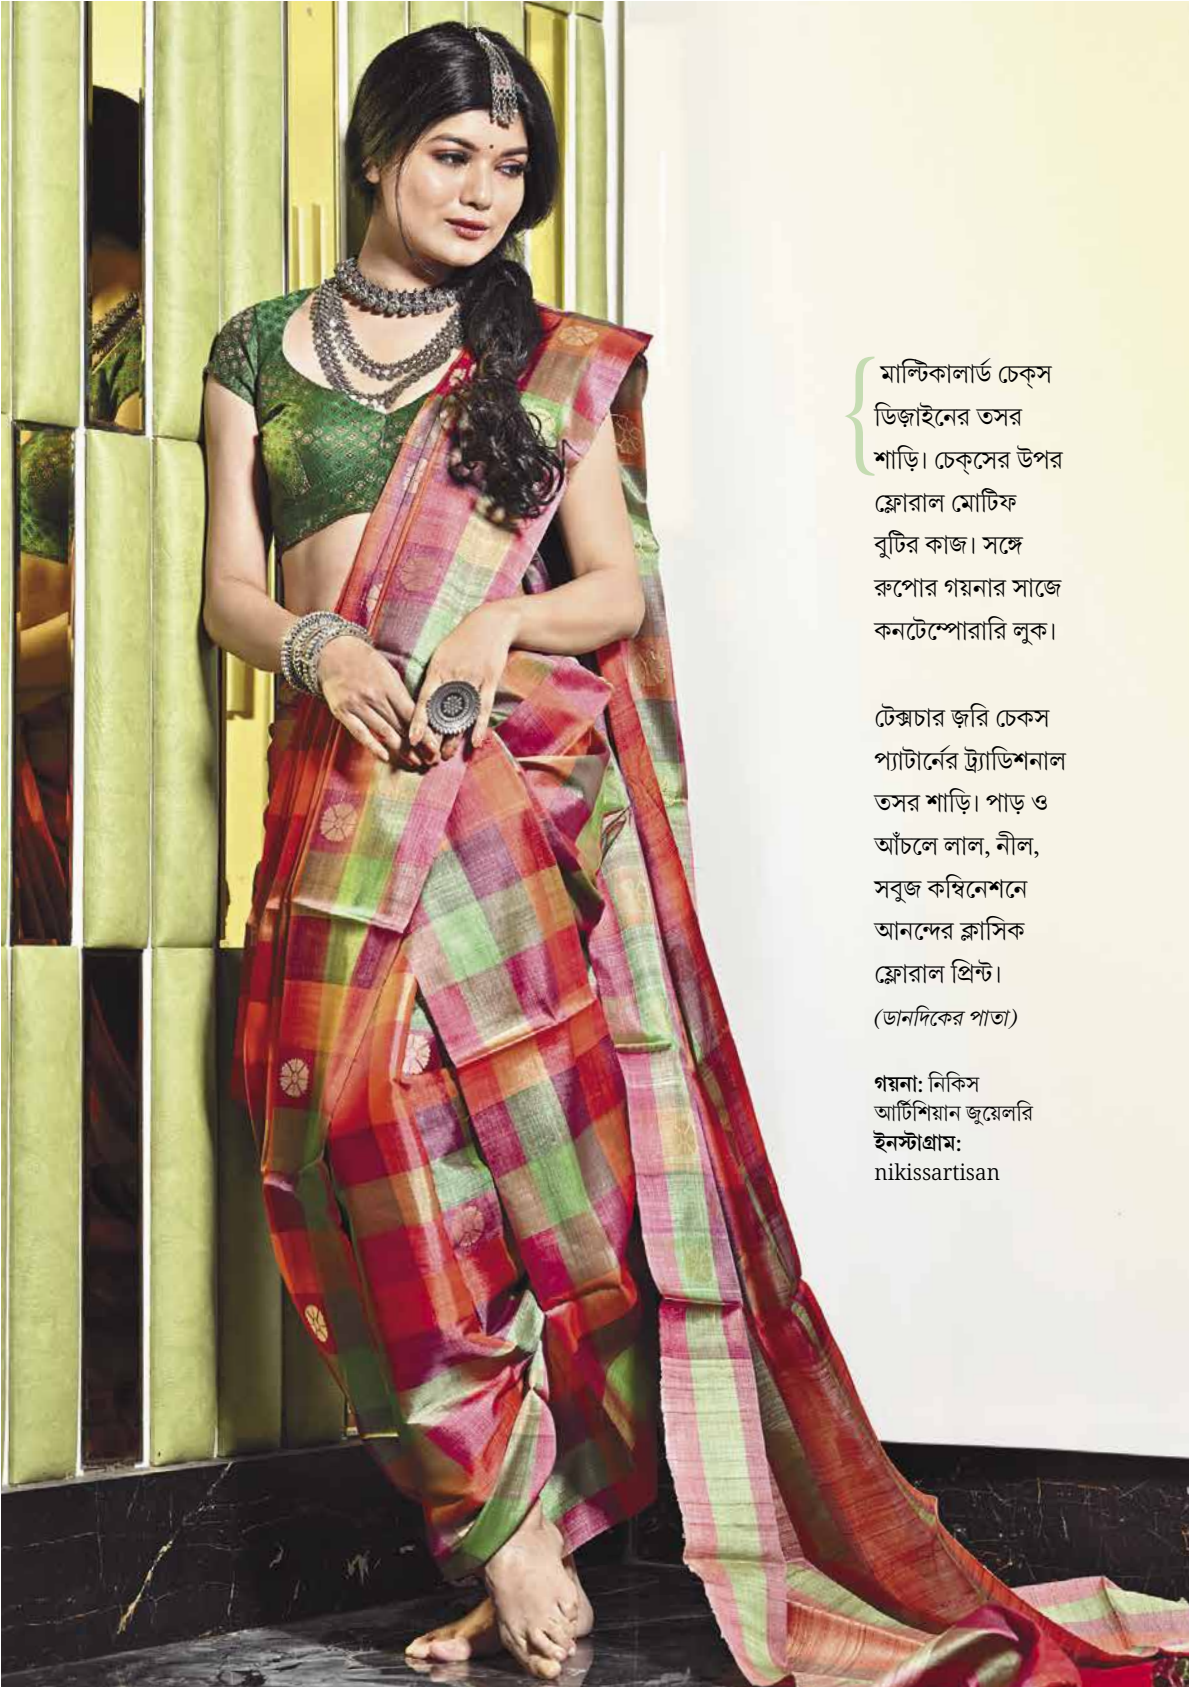 মাল্টিকালার্ড চেক্‌স
ডিজ়াইনের তসর
শাড়ি। চেক্‌সের উপর
ফ্লোরাল মোটিফ
বুটির কাজ। সঙ্গে
রুপোর গয়নার সাজে
কনটেম্পোরারি লুক।
টেক্সচার জ়রি চেকস
প্যাটার্নের ট্র্যাডিশনাল
তসর শাড়ি। পাড় ও
আঁচলে লাল, নীল,
সবুজ কম্বিনেশনে
আনন্দের ক্লাসিক
ফ্লোরাল প্রিন্ট।
(ডানদিকের পাতা)
গয়না: নিকিস
আর্টিশিয়ান জুয়েলরি
ইনস্টাগ্রাম:
nikissartisan